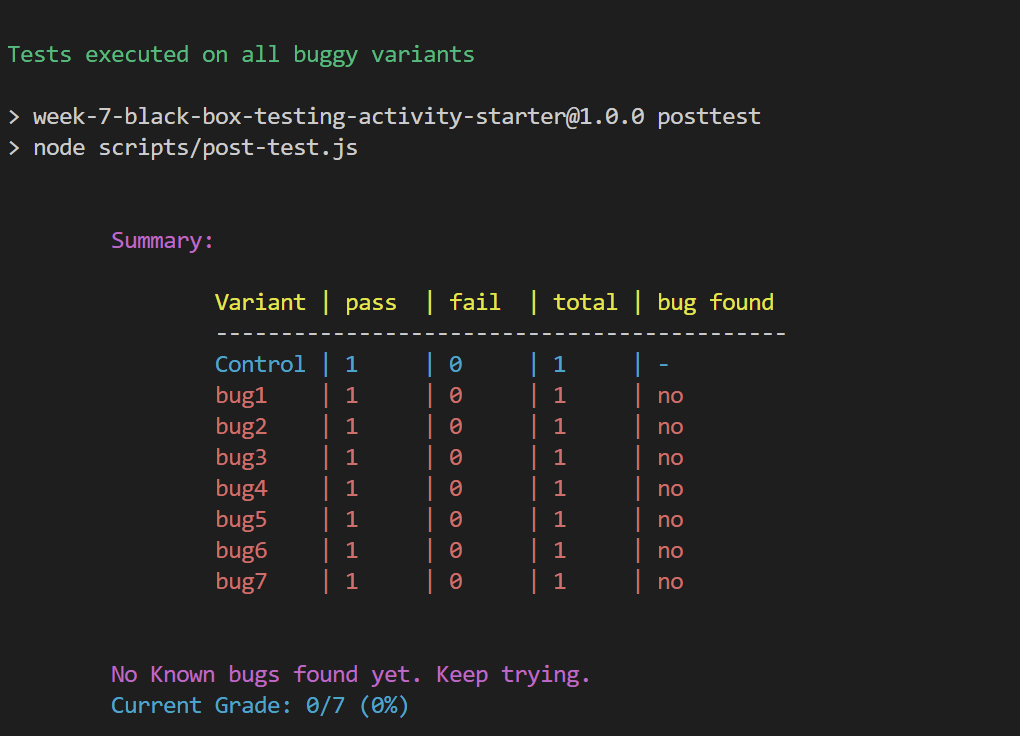 Tests executed on all buggy variants
> week-7-black-box-testing-activity-starter@1.0.0 posttest
> node scripts/post-test.js
Summary:
Variant | pass | fail | total | bug found
--------------------------------------------
Control | 1 | 0 | 1 | -
bug1 | 1 | 0 | 1 | no
bug2 | 1 | 0 | 1 | no
bug3 | 1 | 0 | 1 | no
bug4 | 1 | 0 | 1 | no
bug5 | 1 | 0 | 1 | no
bug6 | 1 | 0 | 1 | no
bug7 | 1 | 0 | 1 | no
No Known bugs found yet. Keep trying.
Current Grade: 0/7 (0%)